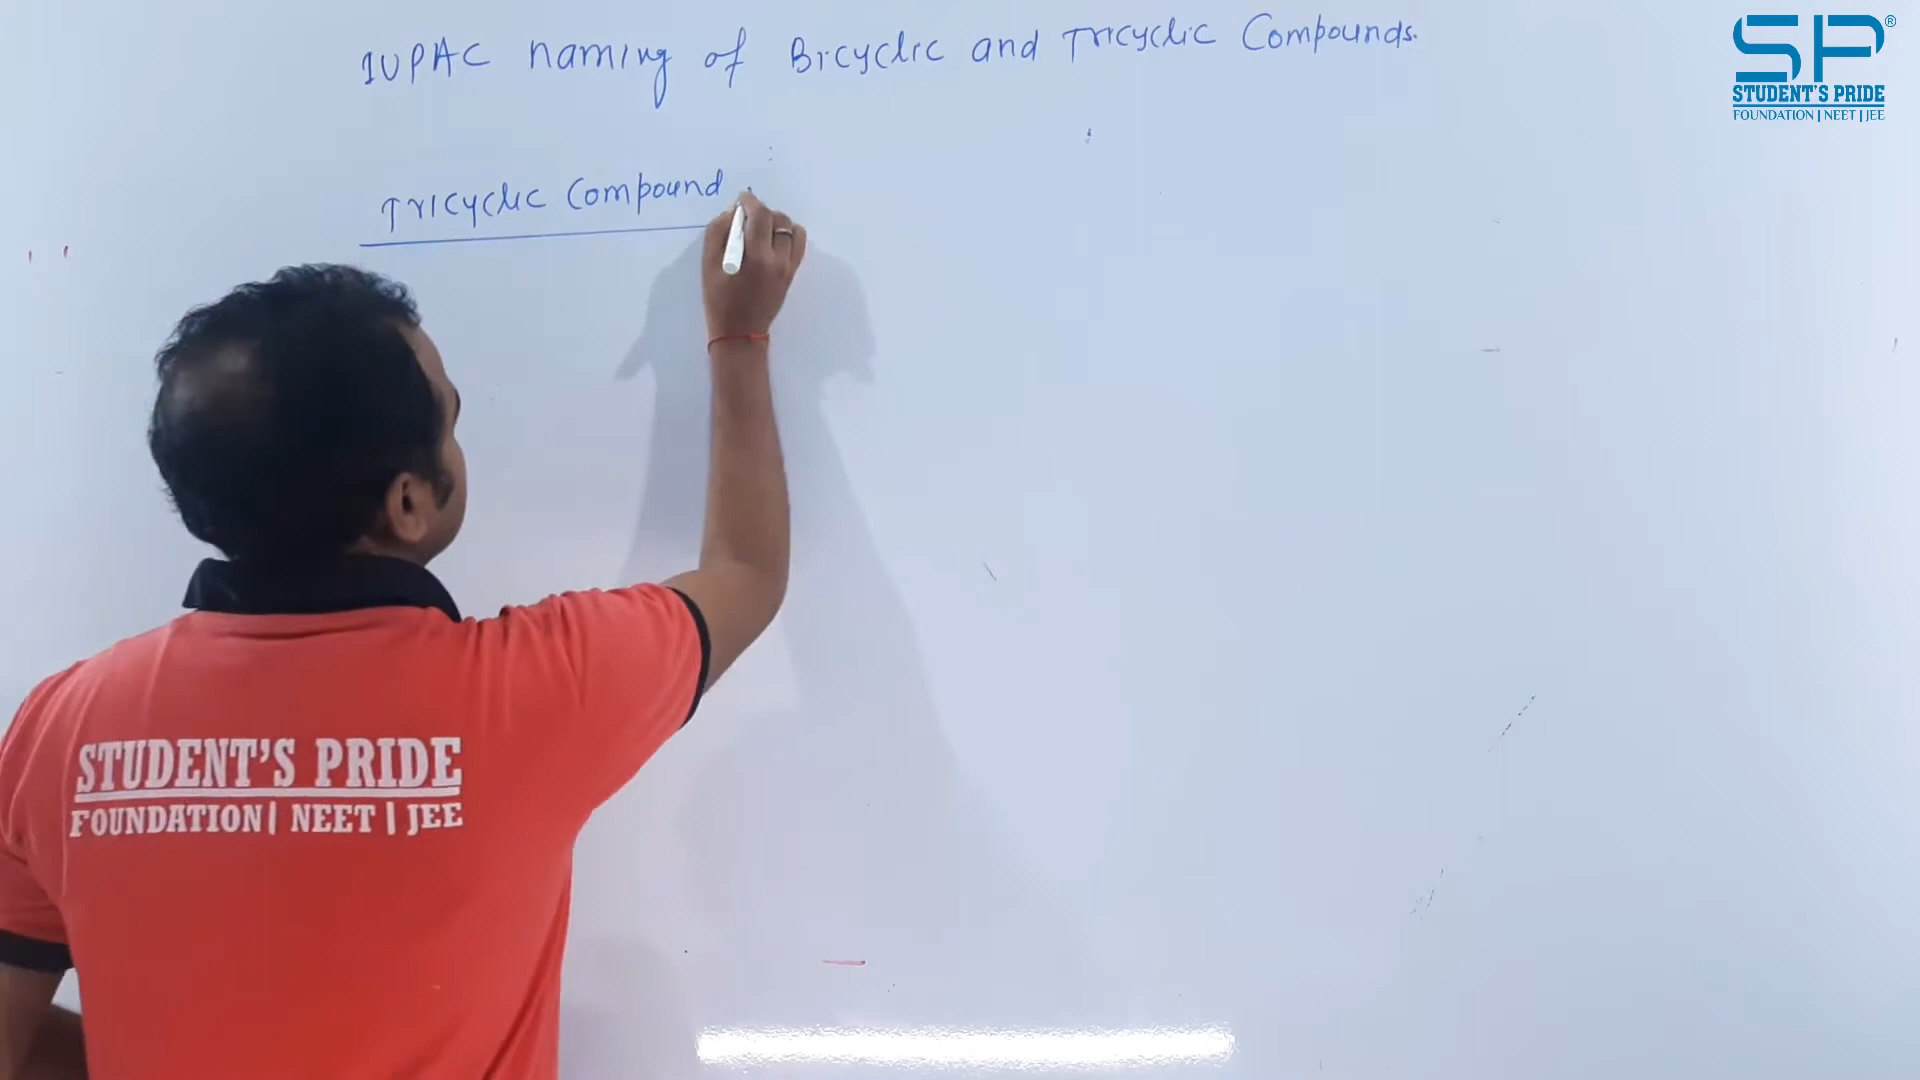 IUPAC naming of Bicyclic and Tricyclic Compounds.
SP®
STUDENT'S PRIDE
FOUNDATION | NEET | JEE
Tricyclic Compound
STUDENT'S PRIDE
FOUNDATION | NEET | JEE